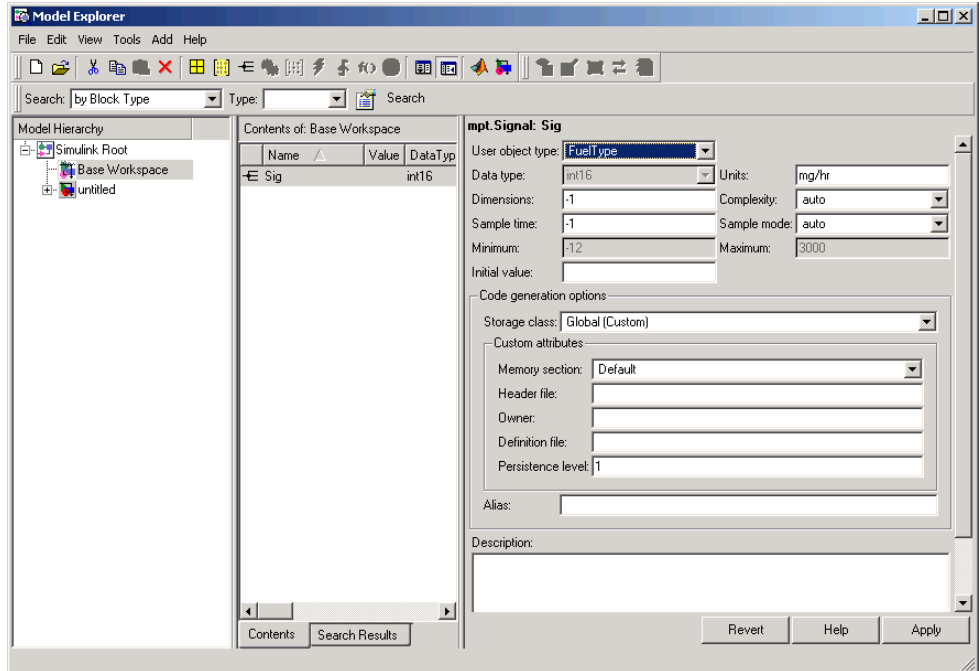 Model Explorer
File Edit View Tools Add Help
Search: by Block Type Type: Search
Model Hierarchy
Simulink Root
Base Workspace
untitled
Contents of: Base Workspace
Name Value DataTyp
Sig int16
Contents Search Results
mpt.Signal: Sig
User object type: FuelType
Data type: int16 Units: mg/hr
Dimensions: -1 Complexity: auto
Sample time: -1 Sample mode: auto
Minimum: -12 Maximum: 3000
Initial value:
Code generation options
Storage class: Global (Custom)
Custom attributes
Memory section: Default
Header file:
Owner:
Definition file:
Persistence level: 1
Alias:
Description:
Revert Help Apply